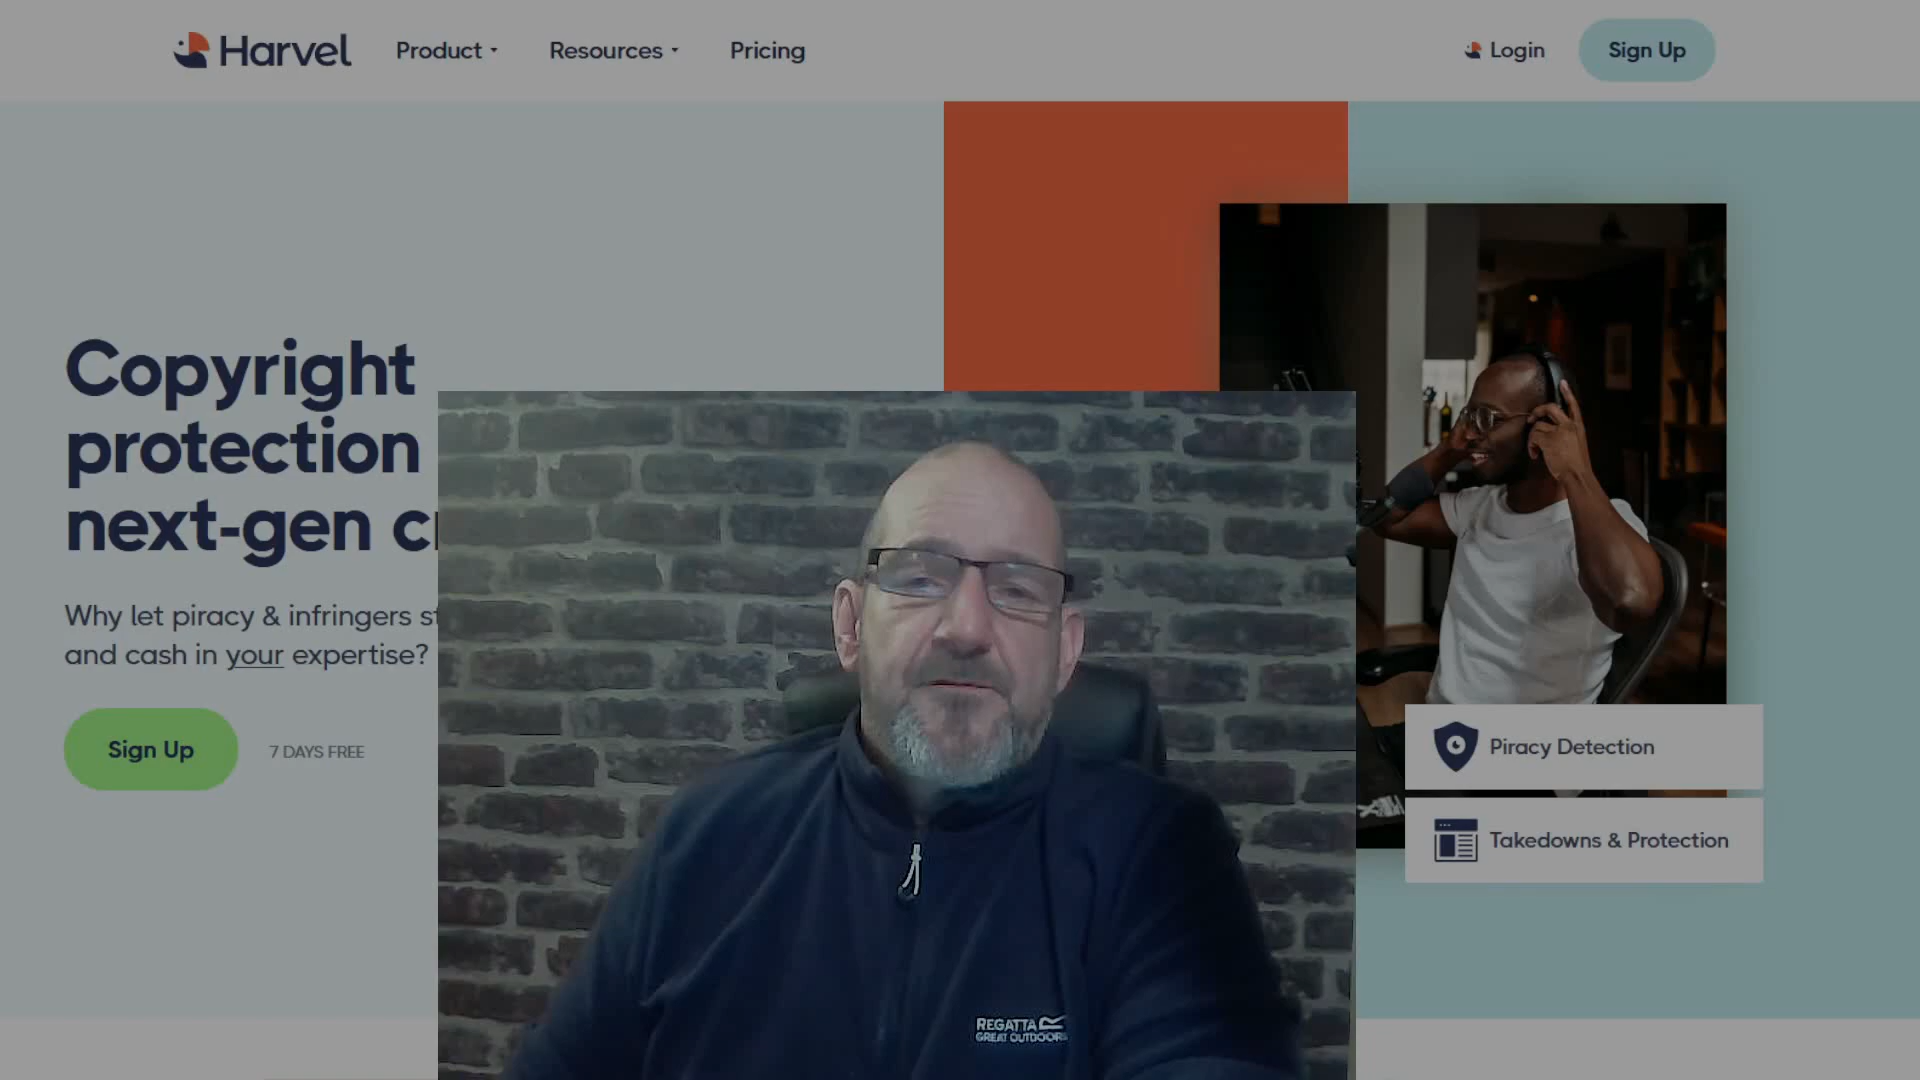 Harvel
Product
Resources
Pricing
Login
Sign Up
Copyright
protection
next-gen
Why let piracy & infringers
and cash in your expertise?
Sign Up
7 DAYS FREE
Piracy Detection
Takedowns & Protection
REGATTA
GREAT OUTDOORS